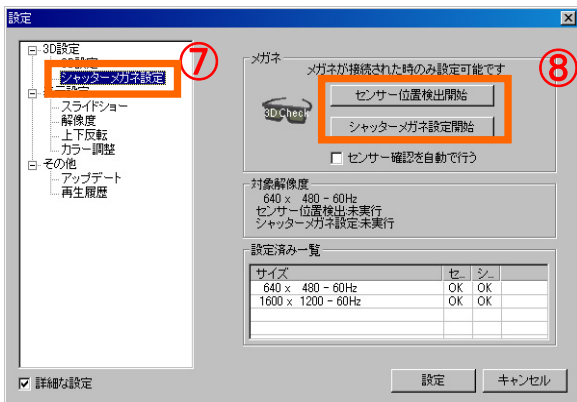 設定
3D設定
シャッターメガネ設定
⑦
スライドショー
解像度
上下反転
カラー調整
その他
アップデート
再生履歴
詳細な設定
メガネ
メガネが接続された時のみ設定可能です
⑧
3D Check
センサー位置検出開始
シャッターメガネ設定開始
センサー確認を自動で行う
対象解像度
640 x 480 - 60Hz
センサー位置検出:未実行
シャッターメガネ設定:未実行
設定済み一覧
サイズ セ... シ...
640 x 480 - 60Hz OK OK
1600 x 1200 - 60Hz OK OK
設定 キャンセル